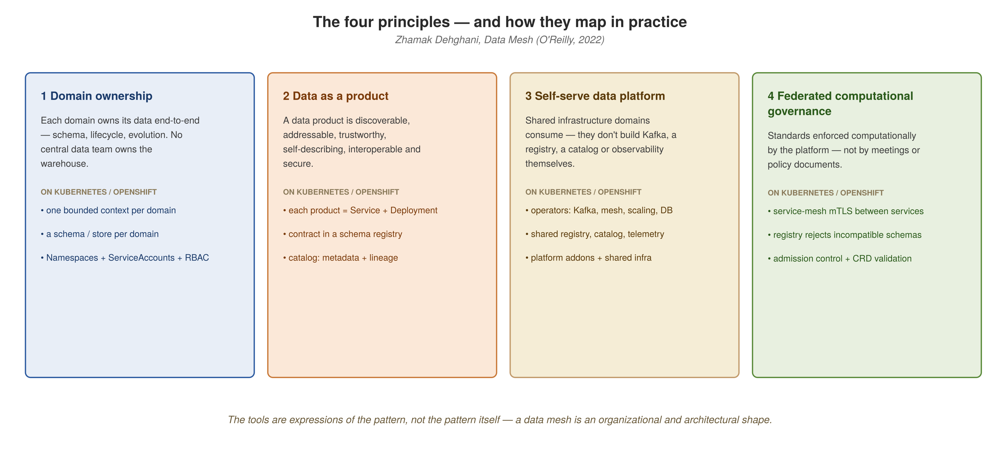 The four principles — and how they map in practice
Zhamak Dehghani, Data Mesh (O'Reilly, 2022)
1 Domain ownership
Each domain owns its data end-to-end
— schema, lifecycle, evolution. No
central data team owns the
warehouse.
ON KUBERNETES / OPENSHIFT
• one bounded context per domain
• a schema / store per domain
• Namespaces + ServiceAccounts + RBAC
2 Data as a product
A data product is discoverable,
addressable, trustworthy,
self-describing, interoperable and
secure.
ON KUBERNETES / OPENSHIFT
• each product = Service + Deployment
• contract in a schema registry
• catalog: metadata + lineage
3 Self-serve data platform
Shared infrastructure domains
consume — they don't build Kafka, a
registry, a catalog or observability
themselves.
ON KUBERNETES / OPENSHIFT
• operators: Kafka, mesh, scaling, DB
• shared registry, catalog, telemetry
• platform addons + shared infra
4 Federated computational
governance
Standards enforced computationally
by the platform — not by meetings or
policy documents.
ON KUBERNETES / OPENSHIFT
• service-mesh mTLS between services
• registry rejects incompatible schemas
• admission control + CRD validation
The tools are expressions of the pattern, not the pattern itself — a data mesh is an organizational and architectural shape.